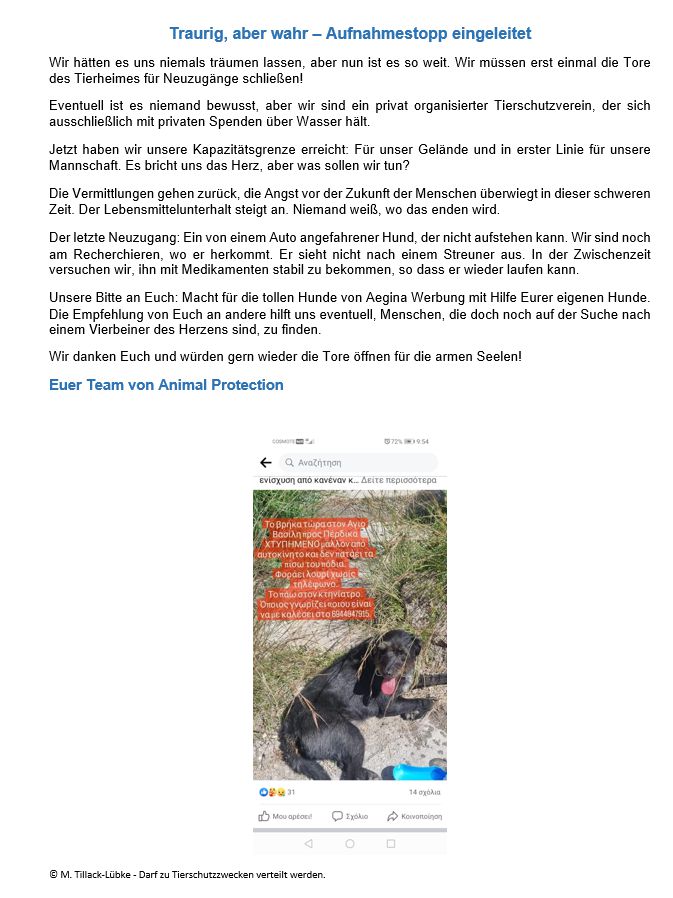 Traurig, aber wahr – Aufnahmestopp eingeleitet
Wir hätten es uns niemals träumen lassen, aber nun ist es so weit. Wir müssen erst einmal die Tore
des Tierheimes für Neuzugänge schließen!
Eventuell ist es niemand bewusst, aber wir sind ein privat organisierter Tierschutzverein, der sich
ausschließlich mit privaten Spenden über Wasser hält.
Jetzt haben wir unsere Kapazitätsgrenze erreicht: Für unser Gelände und in erster Linie für unsere
Mannschaft. Es bricht uns das Herz, aber was sollen wir tun?
Die Vermittlungen gehen zurück, die Angst vor der Zukunft der Menschen überwiegt in dieser schweren
Zeit. Der Lebensmittelunterhalt steigt an. Niemand weiß, wo das enden wird.
Der letzte Neuzugang: Ein von einem Auto angefahrener Hund, der nicht aufstehen kann. Wir sind noch
am Recherchieren, wo er herkommt. Er sieht nicht nach einem Streuner aus. In der Zwischenzeit
versuchen wir, ihn mit Medikamenten stabil zu bekommen, so dass er wieder laufen kann.
Unsere Bitte an Euch: Macht für die tollen Hunde von Aegina Werbung mit Hilfe Eurer eigenen Hunde.
Die Empfehlung von Euch an andere hilft uns eventuell, Menschen, die doch noch auf der Suche nach
einem Vierbeiner des Herzens sind, zu finden.
Wir danken Euch und würden gern wieder die Tore öffnen für die armen Seelen!
Euer Team von Animal Protection
COSMOTE
72% 9:54
Αναζήτηση
ενίσχυση από κανέναν κ... Δείτε περισσότερα
Το βρήκα τώρα στον Αγιο
Βασίλη προς Πέρδικα
ΧΤΥΠΗΜΕΝΟ μάλλον από
αυτοκίνητο και δεν πατάει τα
πίσω του πόδια.
Φοράει λουρί χωρίς
τηλέφωνο.
Το πάω στον κτηνίατρο.
Όποιος γνωρίζει ποιου είναι
να με καλέσει στο 6944947915.
31
14 σχόλια
Μου αρέσει!
Σχόλιο
Κοινοποίηση
© M. Tillack-Lübke - Darf zu Tierschutzzwecken verteilt werden.